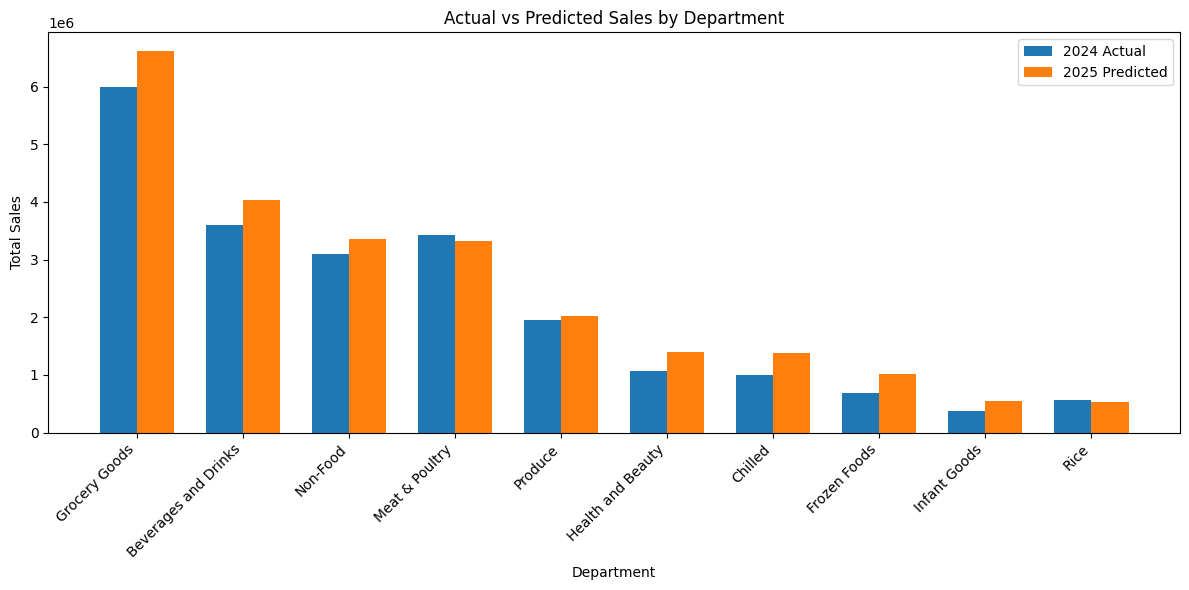 Actual vs Predicted Sales by Department
1e6
2024 Actual
2025 Predicted
Total Sales
6
5
4
3
2
1
0
Grocery Goods
Beverages and Drinks
Non-Food
Meat & Poultry
Produce
Health and Beauty
Chilled
Frozen Foods
Infant Goods
Rice
Department